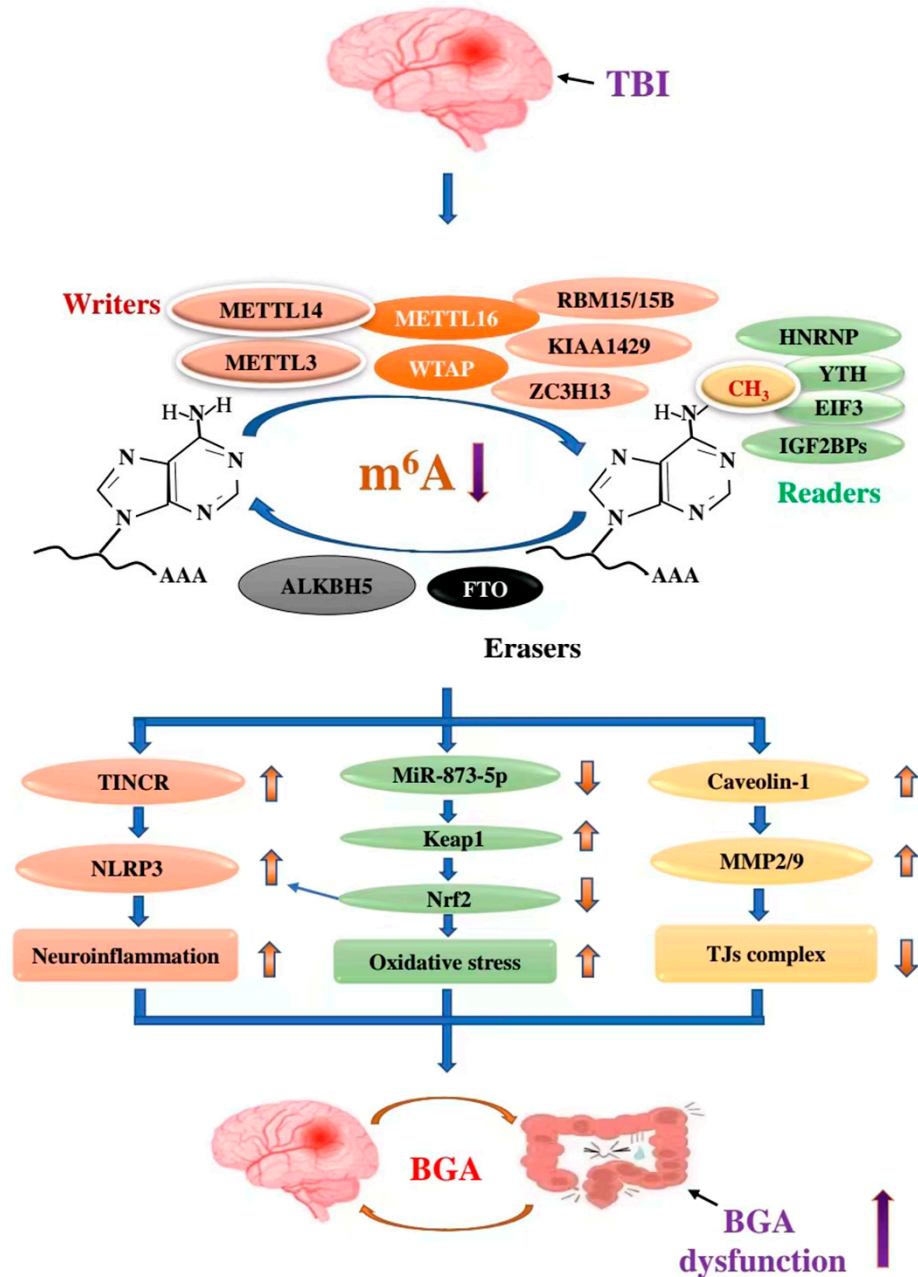 TBI
Writers
METTL14
METTL16
RBM15/15B
METTL3
WTAP
KIAA1429
ZC3H13
HNRNP
YTH
CH3
EIF3
IGF2BPs
Readers
H
H
N
N
N
N
N
AAA
m6A
H
N
N
N
N
N
AAA
ALKBH5
FTO
Erasers
TINCR
MiR-873-5p
Caveolin-1
Keap1
NLRP3
MMP2/9
Nrf2
Neuroinflammation
Oxidative stress
TJs complex
BGA
BGA
dysfunction